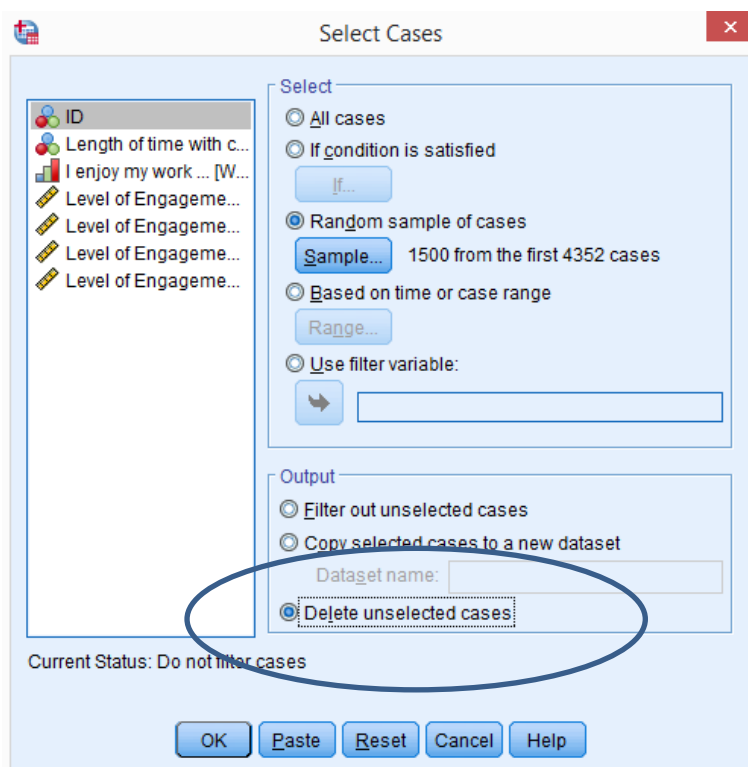 Select Cases
ID
Length of time with c...
I enjoy my work ... [W...
Level of Engageme...
Level of Engageme...
Level of Engageme...
Level of Engageme...
Select
All cases
If condition is satisfied
If...
Random sample of cases
Sample... 1500 from the first 4352 cases
Based on time or case range
Range...
Use filter variable:
Output
Filter out unselected cases
Copy selected cases to a new dataset
Dataset name:
Delete unselected cases
Current Status: Do not filter cases
OK Paste Reset Cancel Help